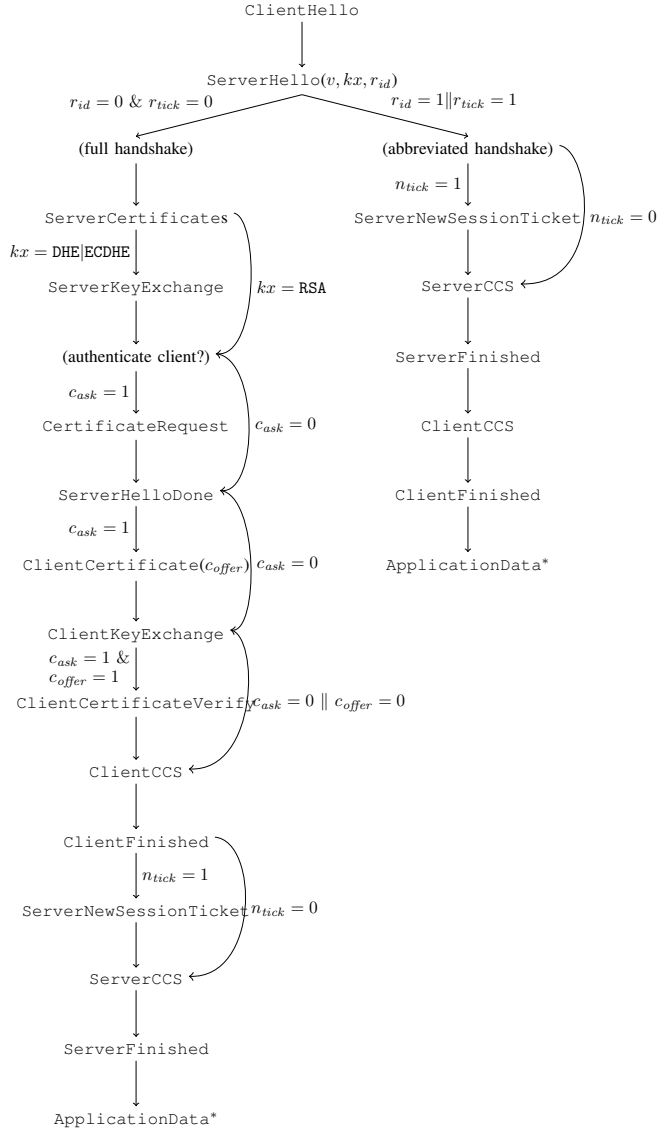 ClientHello
ServerHello(v, kx, r_id)
r_id = 0 & r_tick = 0
r_id = 1||r_tick = 1
(full handshake)
(abbreviated handshake)
n_tick = 1
ServerCertificates
ServerNewSessionTicket
n_tick = 0
kx = DHE|ECDHE
ServerKeyExchange
kx = RSA
ServerCCS
(authenticate client?)
ServerFinished
c_ask = 1
CertificateRequest
c_ask = 0
ClientCCS
ServerHelloDone
ClientFinished
c_ask = 1
ClientCertificate(c_offer)
c_ask = 0
ApplicationData*
ClientKeyExchange
c_ask = 1 &
c_offer = 1
ClientCertificateVerify
c_ask = 0 || c_offer = 0
ClientCCS
ClientFinished
n_tick = 1
ServerNewSessionTicket
n_tick = 0
ServerCCS
ServerFinished
ApplicationData*